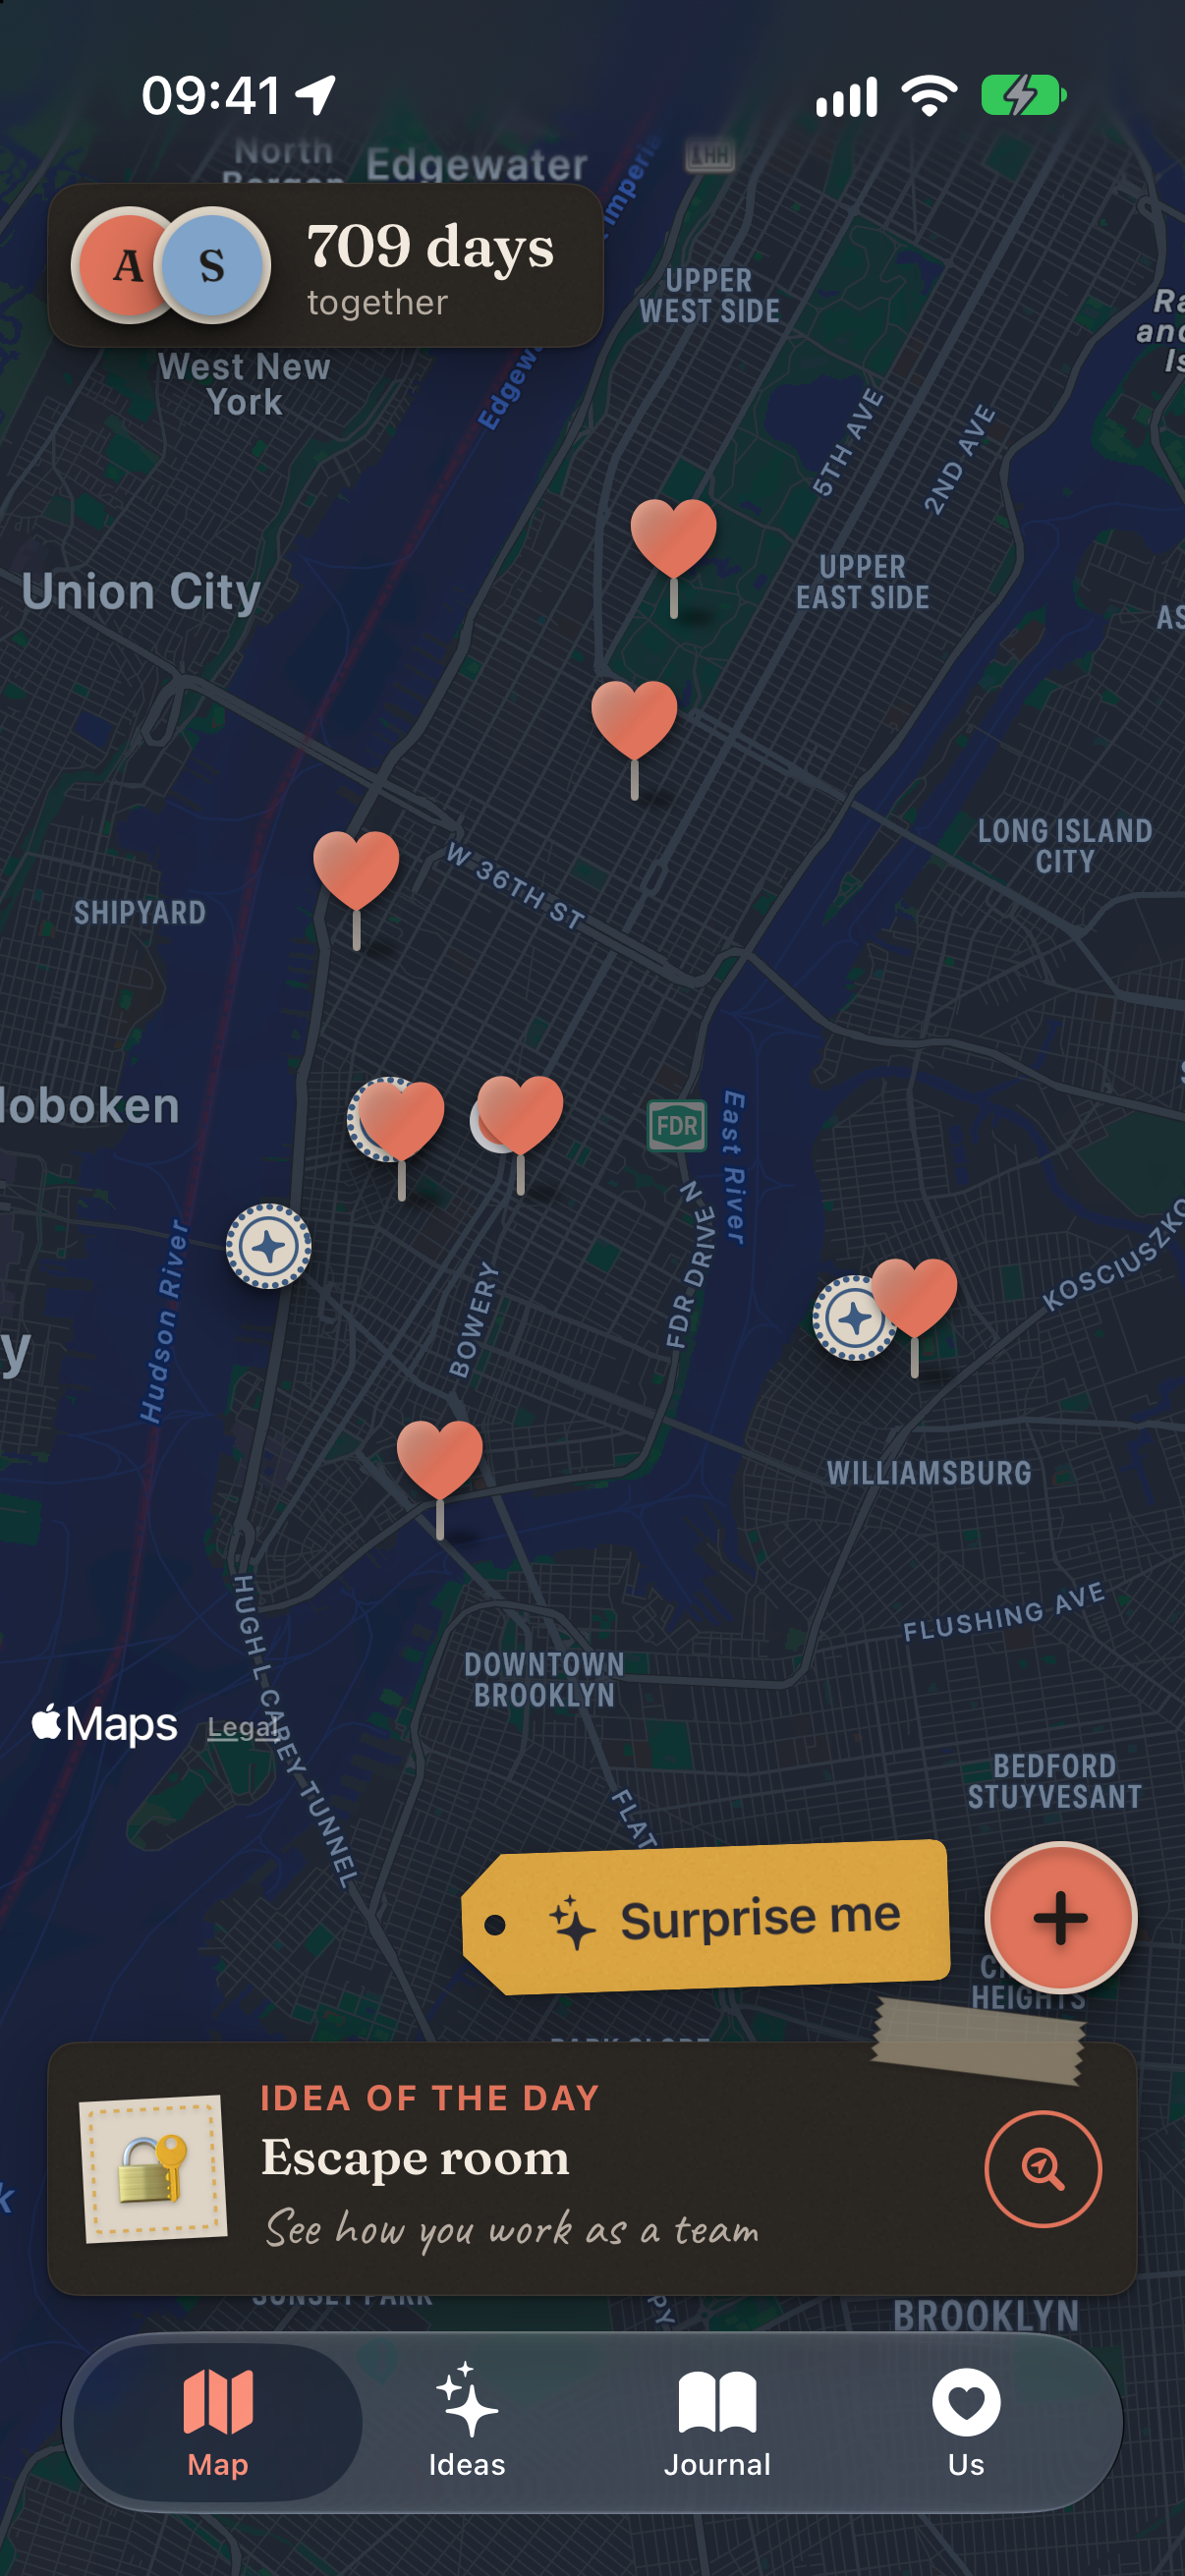 09:41
North
Bergen
Edgewater
A
S
709 days
together
UPPER
WEST SIDE
West New
York
5TH AVE
2ND AVE
Union City
UPPER
EAST SIDE
LONG ISLAND
CITY
W 36TH ST
SHIPYARD
FDR
East River
FDR DRIVE N
Hudson River
BOWERY
WILLIAMSBURG
HUGH L CAREY TUNNEL
FLUSHING AVE
DOWNTOWN
BROOKLYN
Maps
Legal
BEDFORD
STUYVESANT
Surprise me
HEIGHTS
IDEA OF THE DAY
Escape room
See how you work as a team
SUNSET PARK
BROOKLYN
Map
Ideas
Journal
Us